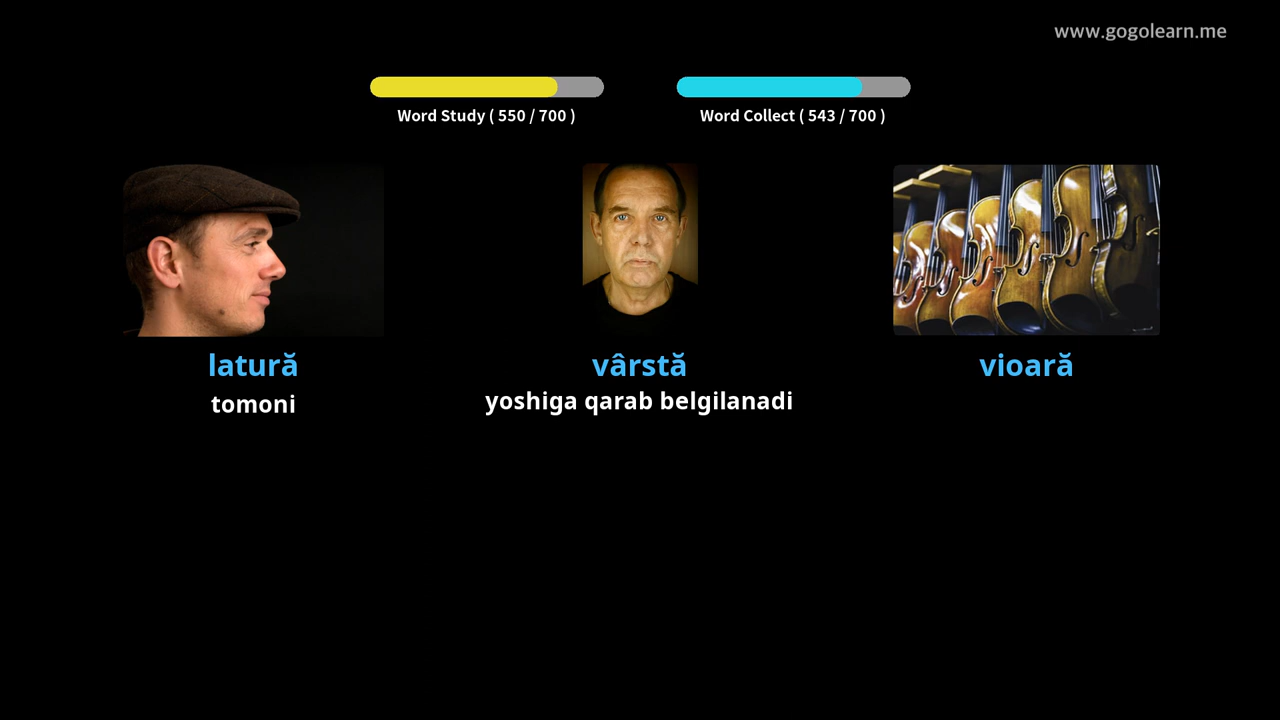 www.gogolearn.me
Word Study ( 550 / 700 )
Word Collect ( 543 / 700 )
latură
vârstă
vioară
tomoni
yoshiga qarab belgilanadi